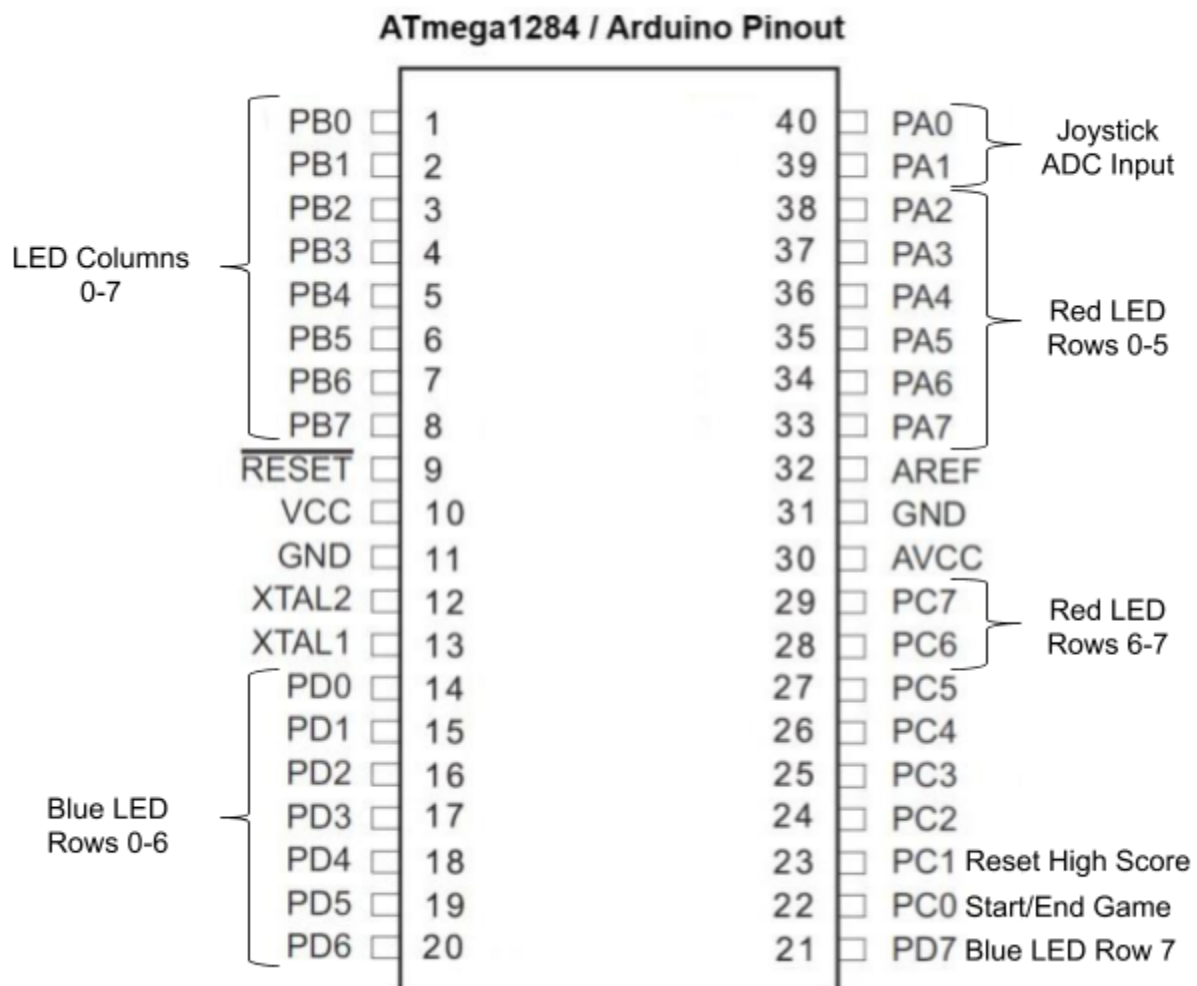 ATmega1284 / Arduino Pinout
PB0 1 40 PA0
PB1 2 39 PA1
Joystick
ADC Input
PB2 3 38 PA2
PB3 4 37 PA3
LED Columns
0-7
PB4 5 36 PA4
PB5 6 35 PA5
Red LED
Rows 0-5
PB6 7 34 PA6
PB7 8 33 PA7
RESET 9 32 AREF
VCC 10 31 GND
GND 11 30 AVCC
XTAL2 12 29 PC7
XTAL1 13 28 PC6
Red LED
Rows 6-7
PD0 14 27 PC5
PD1 15 26 PC4
PD2 16 25 PC3
PD3 17 24 PC2
Blue LED
Rows 0-6
PD4 18 23 PC1 Reset High Score
PD5 19 22 PC0 Start/End Game
PD6 20 21 PD7 Blue LED Row 7